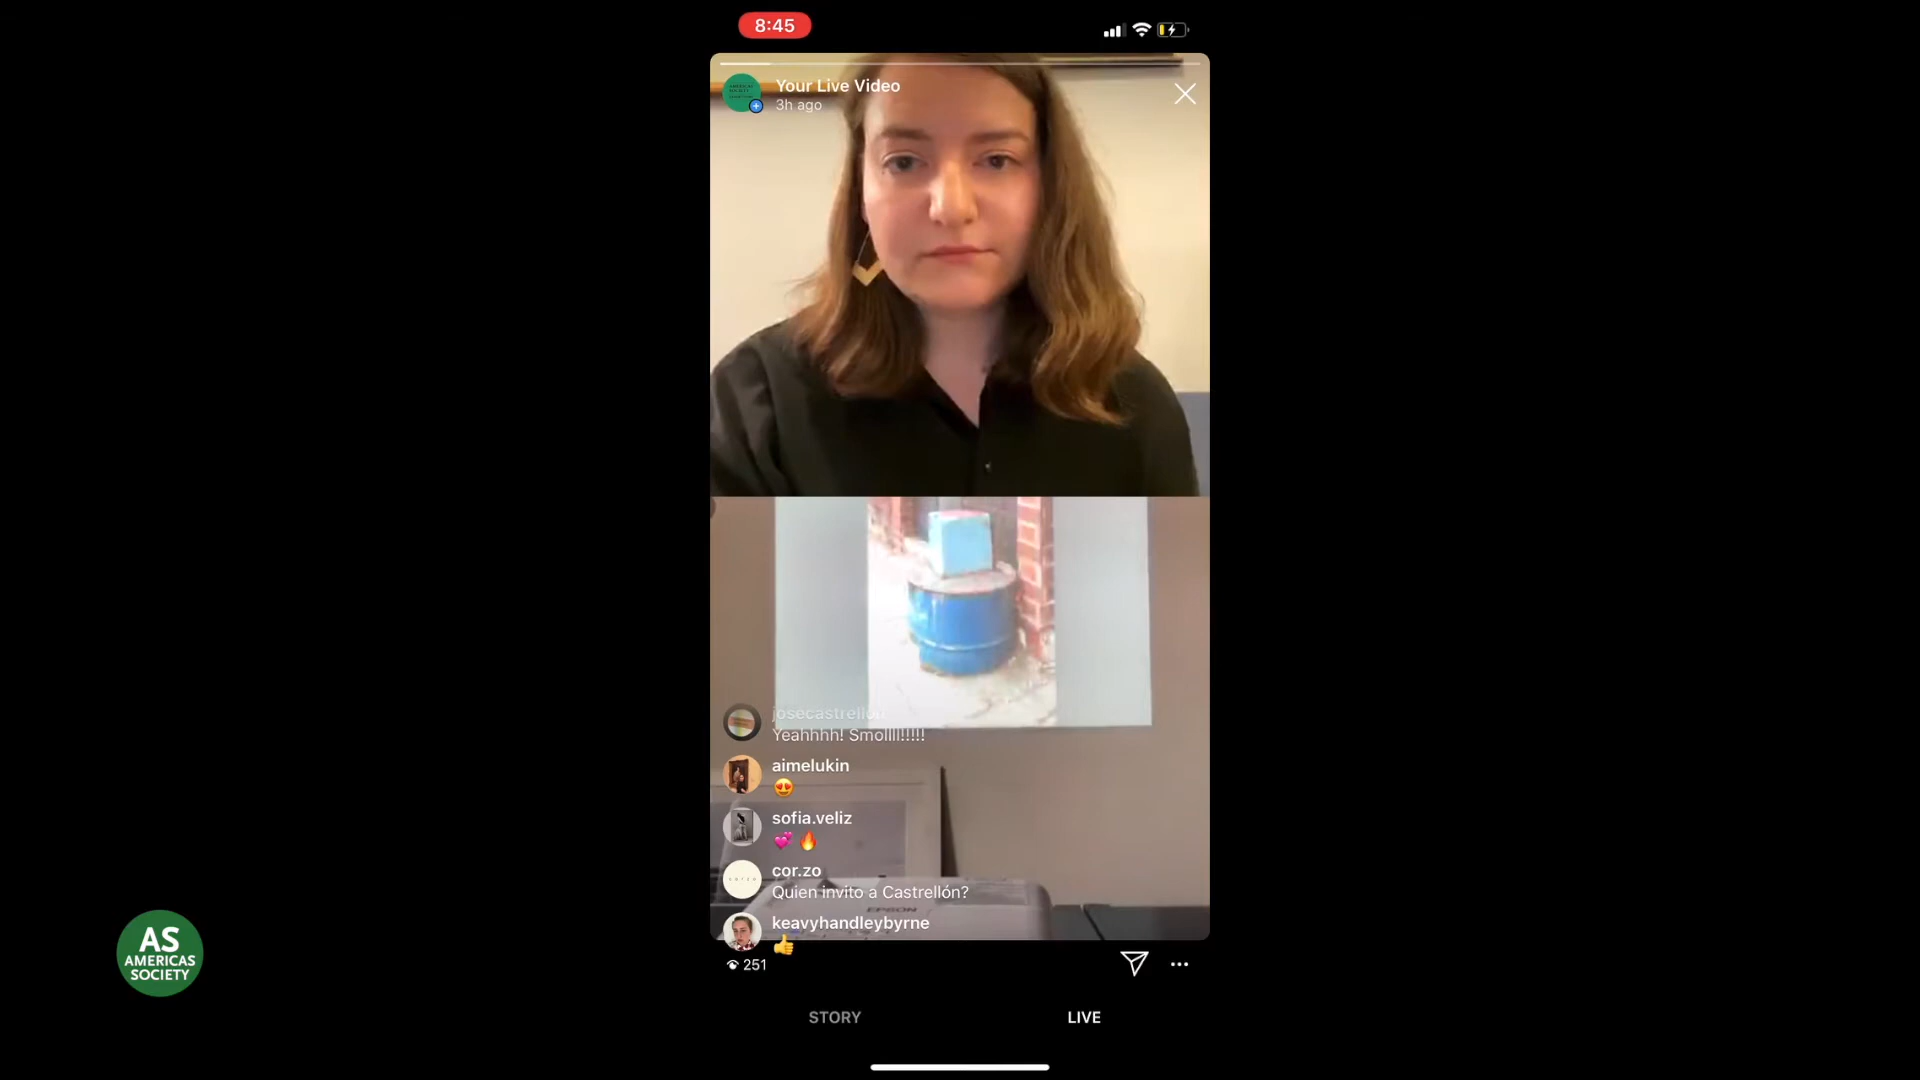 8:45
Your Live Video
3h ago
josecastrellon
Yeahhhh! Smollll!!!!!
aimelukin
sofia.veliz
cor.zo
Quien invito a Castrellón?
EPSON
keavyhandleybyrne
251
STORY
LIVE
AS
AMERICAS
SOCIETY